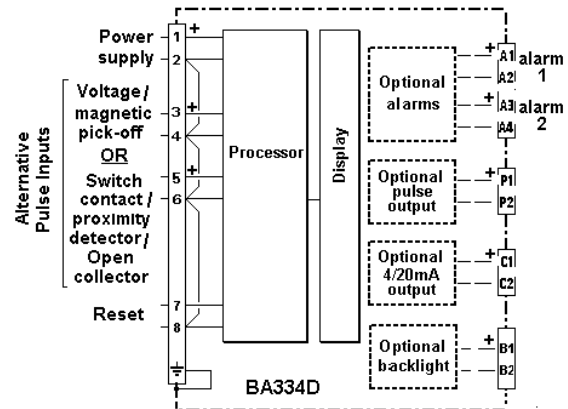 Power
supply
Alternative
Pulse Inputs
Voltage/
magnetic
pick-off
OR
Switch
contact/
proximity
detector/
Open
collector
Reset
1 +
2
3 +
4
5 +
6
7
8
Processor
Display
BA334D
Optional
alarms
+ A1
A2
alarm
1
+ A3
A4
alarm
2
Optional
pulse
output
+ P1
P2
Optional
4/20mA
output
+ C1
C2
Optional
backlight
+ B1
B2